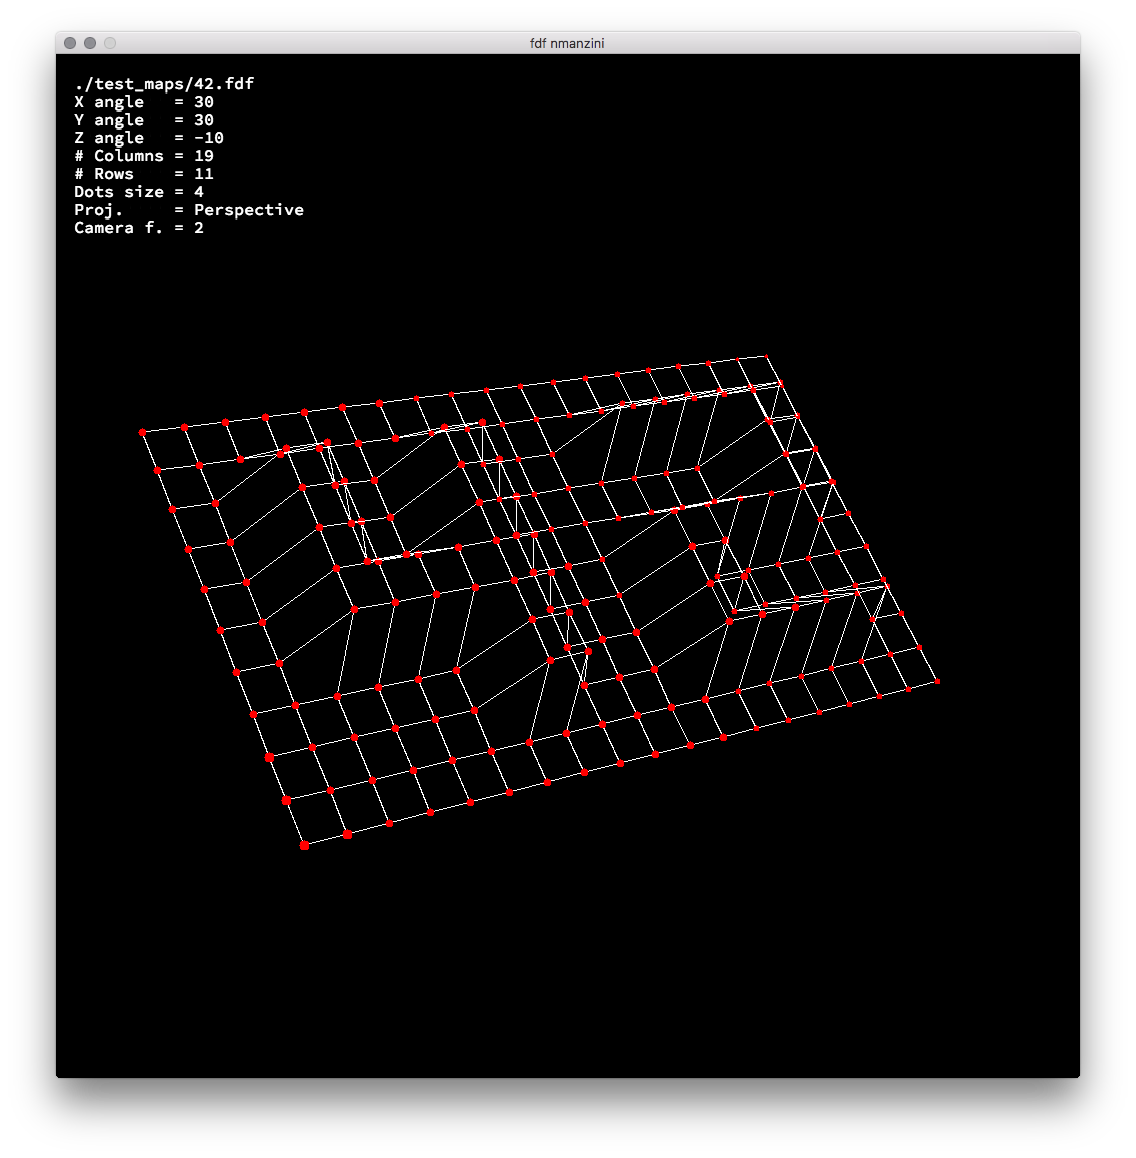 fdf nmanzini
./test_maps/42.fdf
X angle   = 30
Y angle   = 30
Z angle   = -10
# Columns = 19
# Rows    = 11
Dots size = 4
Proj.     = Perspective
Camera f. = 2